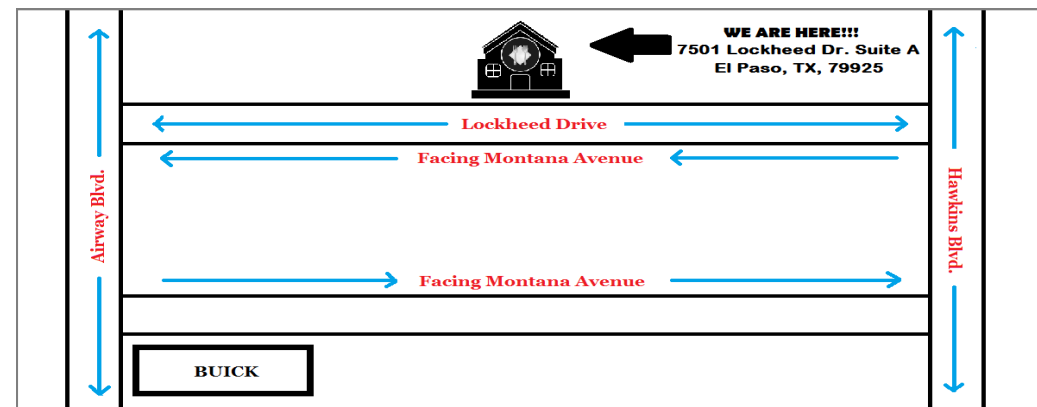 WE ARE HERE!!!
7501 Lockheed Dr. Suite A
El Paso, TX, 79925
Lockheed Drive
Facing Montana Avenue
Airway Blvd.
Hawkins Blvd.
Facing Montana Avenue
BUICK